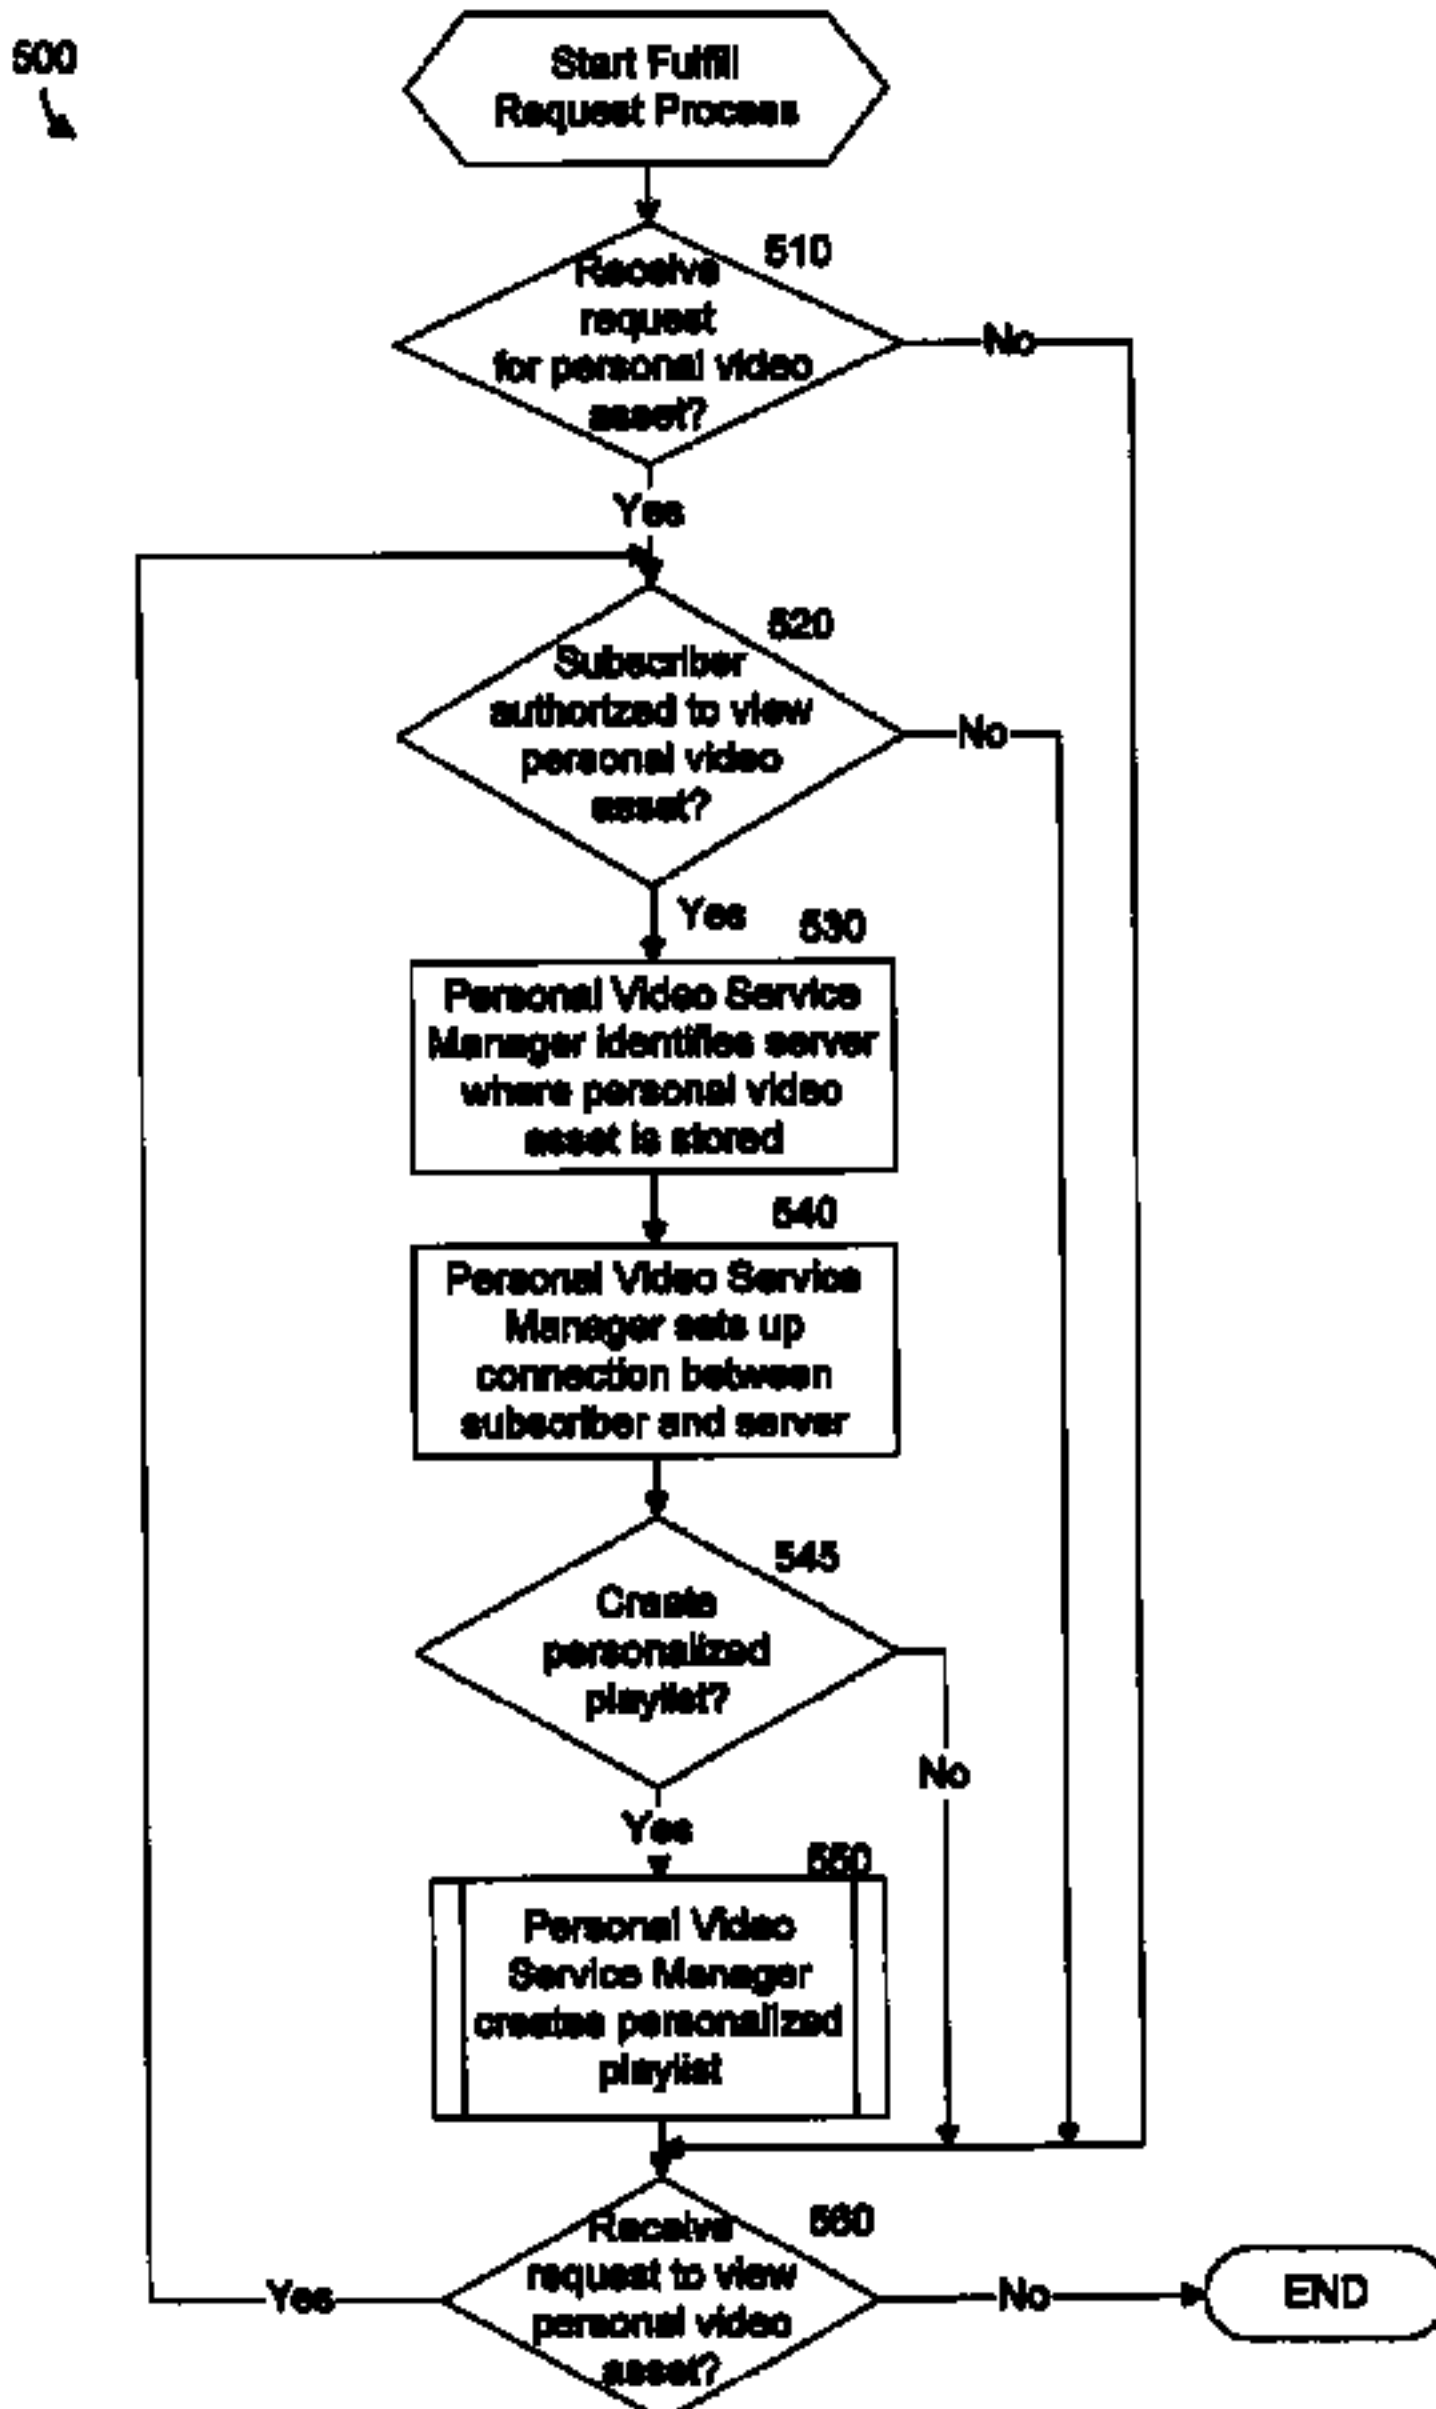 500
Start Fulfill
Request Process
510
Receive
request
for personal video
asset?
No
Yes
520
Subscriber
authorized to view
personal video
asset?
No
Yes
530
Personal Video Service
Manager identifies server
where personal video
asset is stored
540
Personal Video Service
Manager sets up
connection between
subscriber and server
545
Create
personalized
playlist?
No
Yes
550
Personal Video
Service Manager
creates personalized
playlist
560
Receive
request to view
personal video
asset?
Yes
No
END